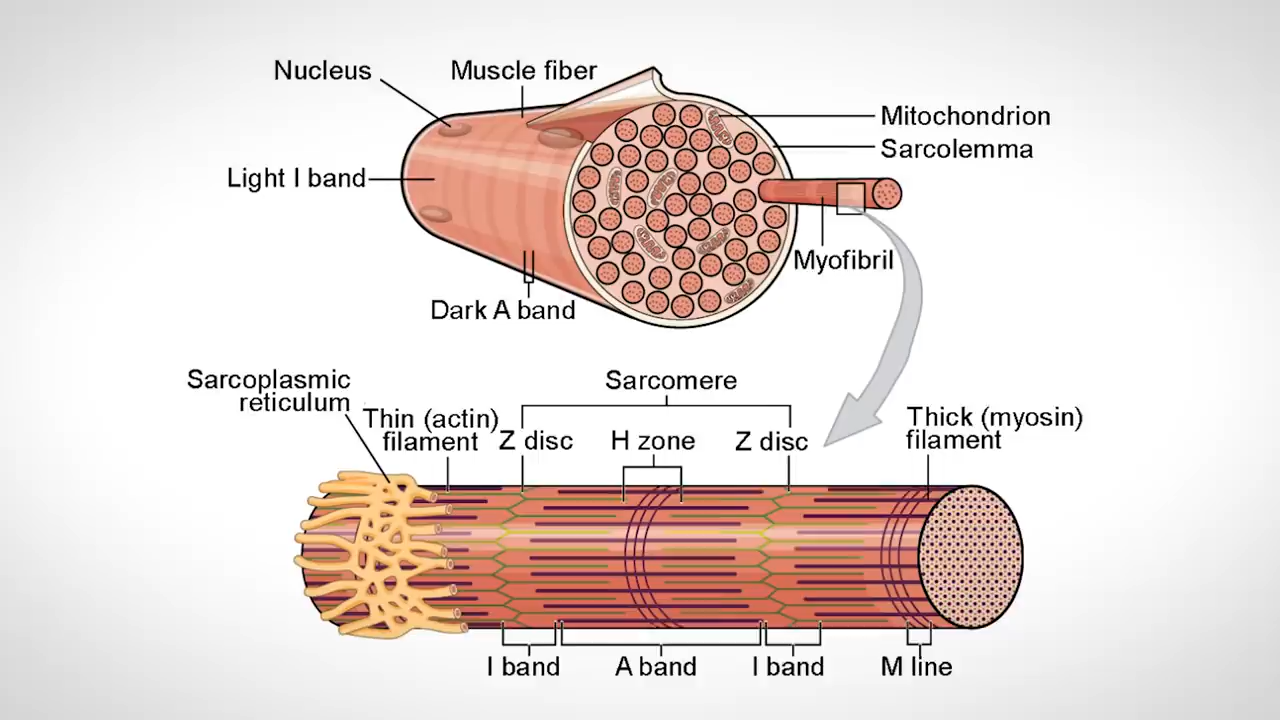 Nucleus
Muscle fiber
Mitochondrion
Sarcolemma
Light I band
Myofibril
Dark A band
Sarcoplasmic
reticulum
Thin (actin)
filament
Sarcomere
Z disc
H zone
Z disc
Thick (myosin)
filament
I band
A band
I band
M line